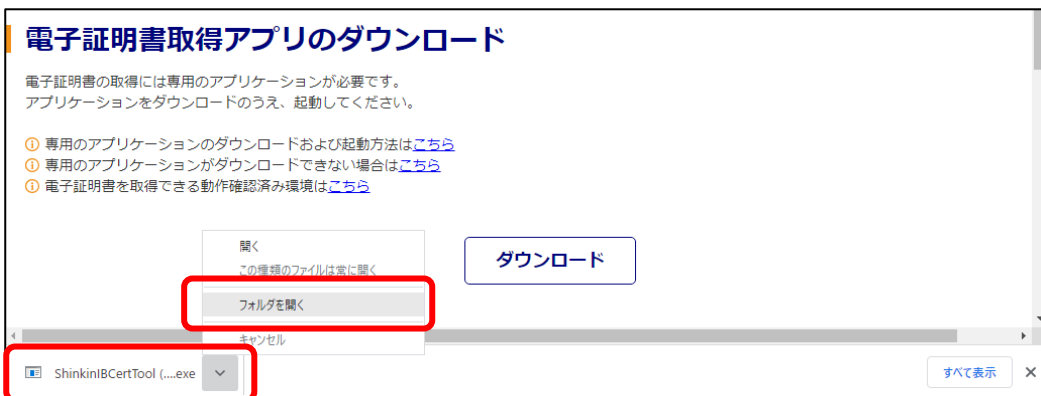 電子証明書取得アプリのダウンロード
電子証明書の取得には専用のアプリケーションが必要です。
アプリケーションをダウンロードのうえ、起動してください。
専用のアプリケーションのダウンロードおよび起動方法はこちら
専用のアプリケーションがダウンロードできない場合はこちら
電子証明書を取得できる動作確認済み環境はこちら
開く
この種類のファイルは常に開く
フォルダを開く
キャンセル
ダウンロード
ShinkinIBCertTool (....exe
すべて表示